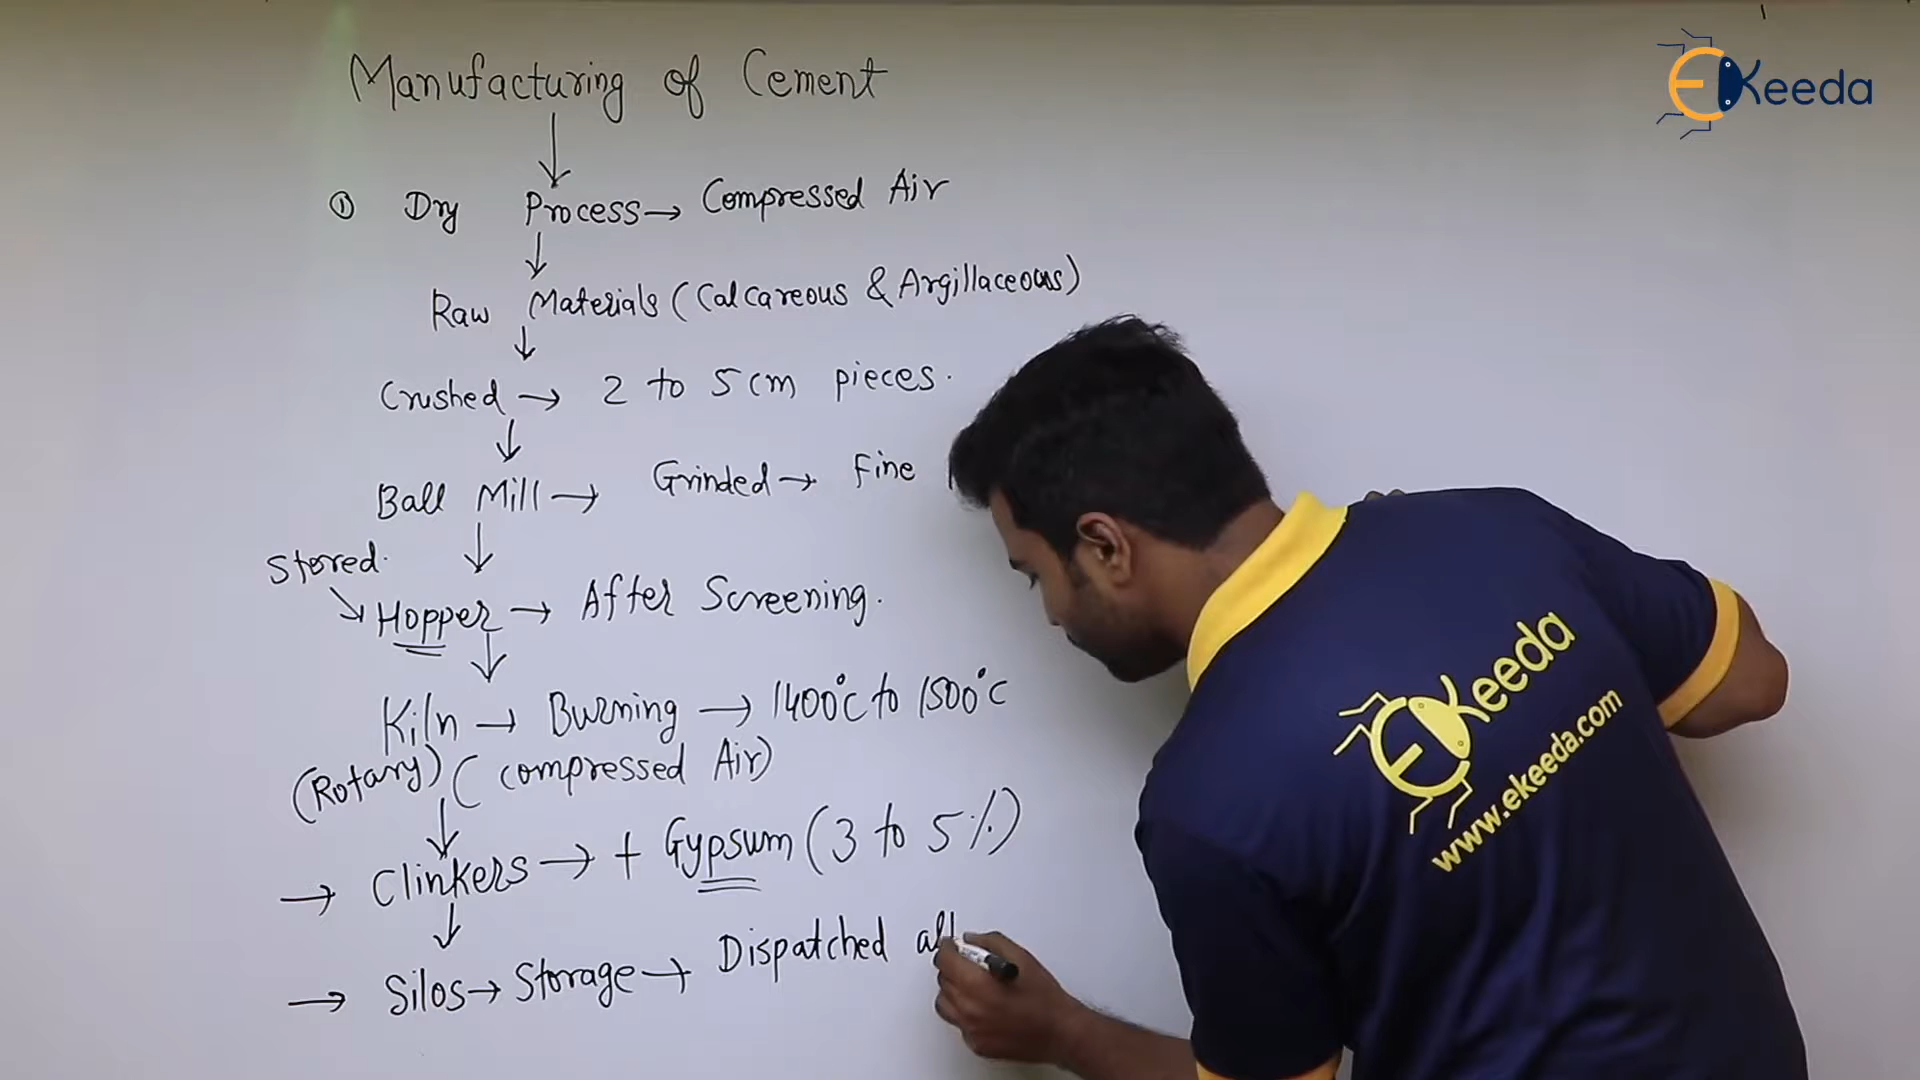 Manufacturing of Cement
① Dry Process → Compressed Air
Raw Materials (Calcareous & Argillaceous)
Crushed → 2 to 5 cm pieces.
Ball Mill → Grinded → Fine
Stored.
Hopper → After Screening.
Kiln → Burning → 1400°C to 1500°C
(Rotary) (compressed Air)
→ Clinkers → + Gypsum (3 to 5%)
→ Silos → Storage → Dispatched
EKeeda
EKeeda
www.ekeeda.com